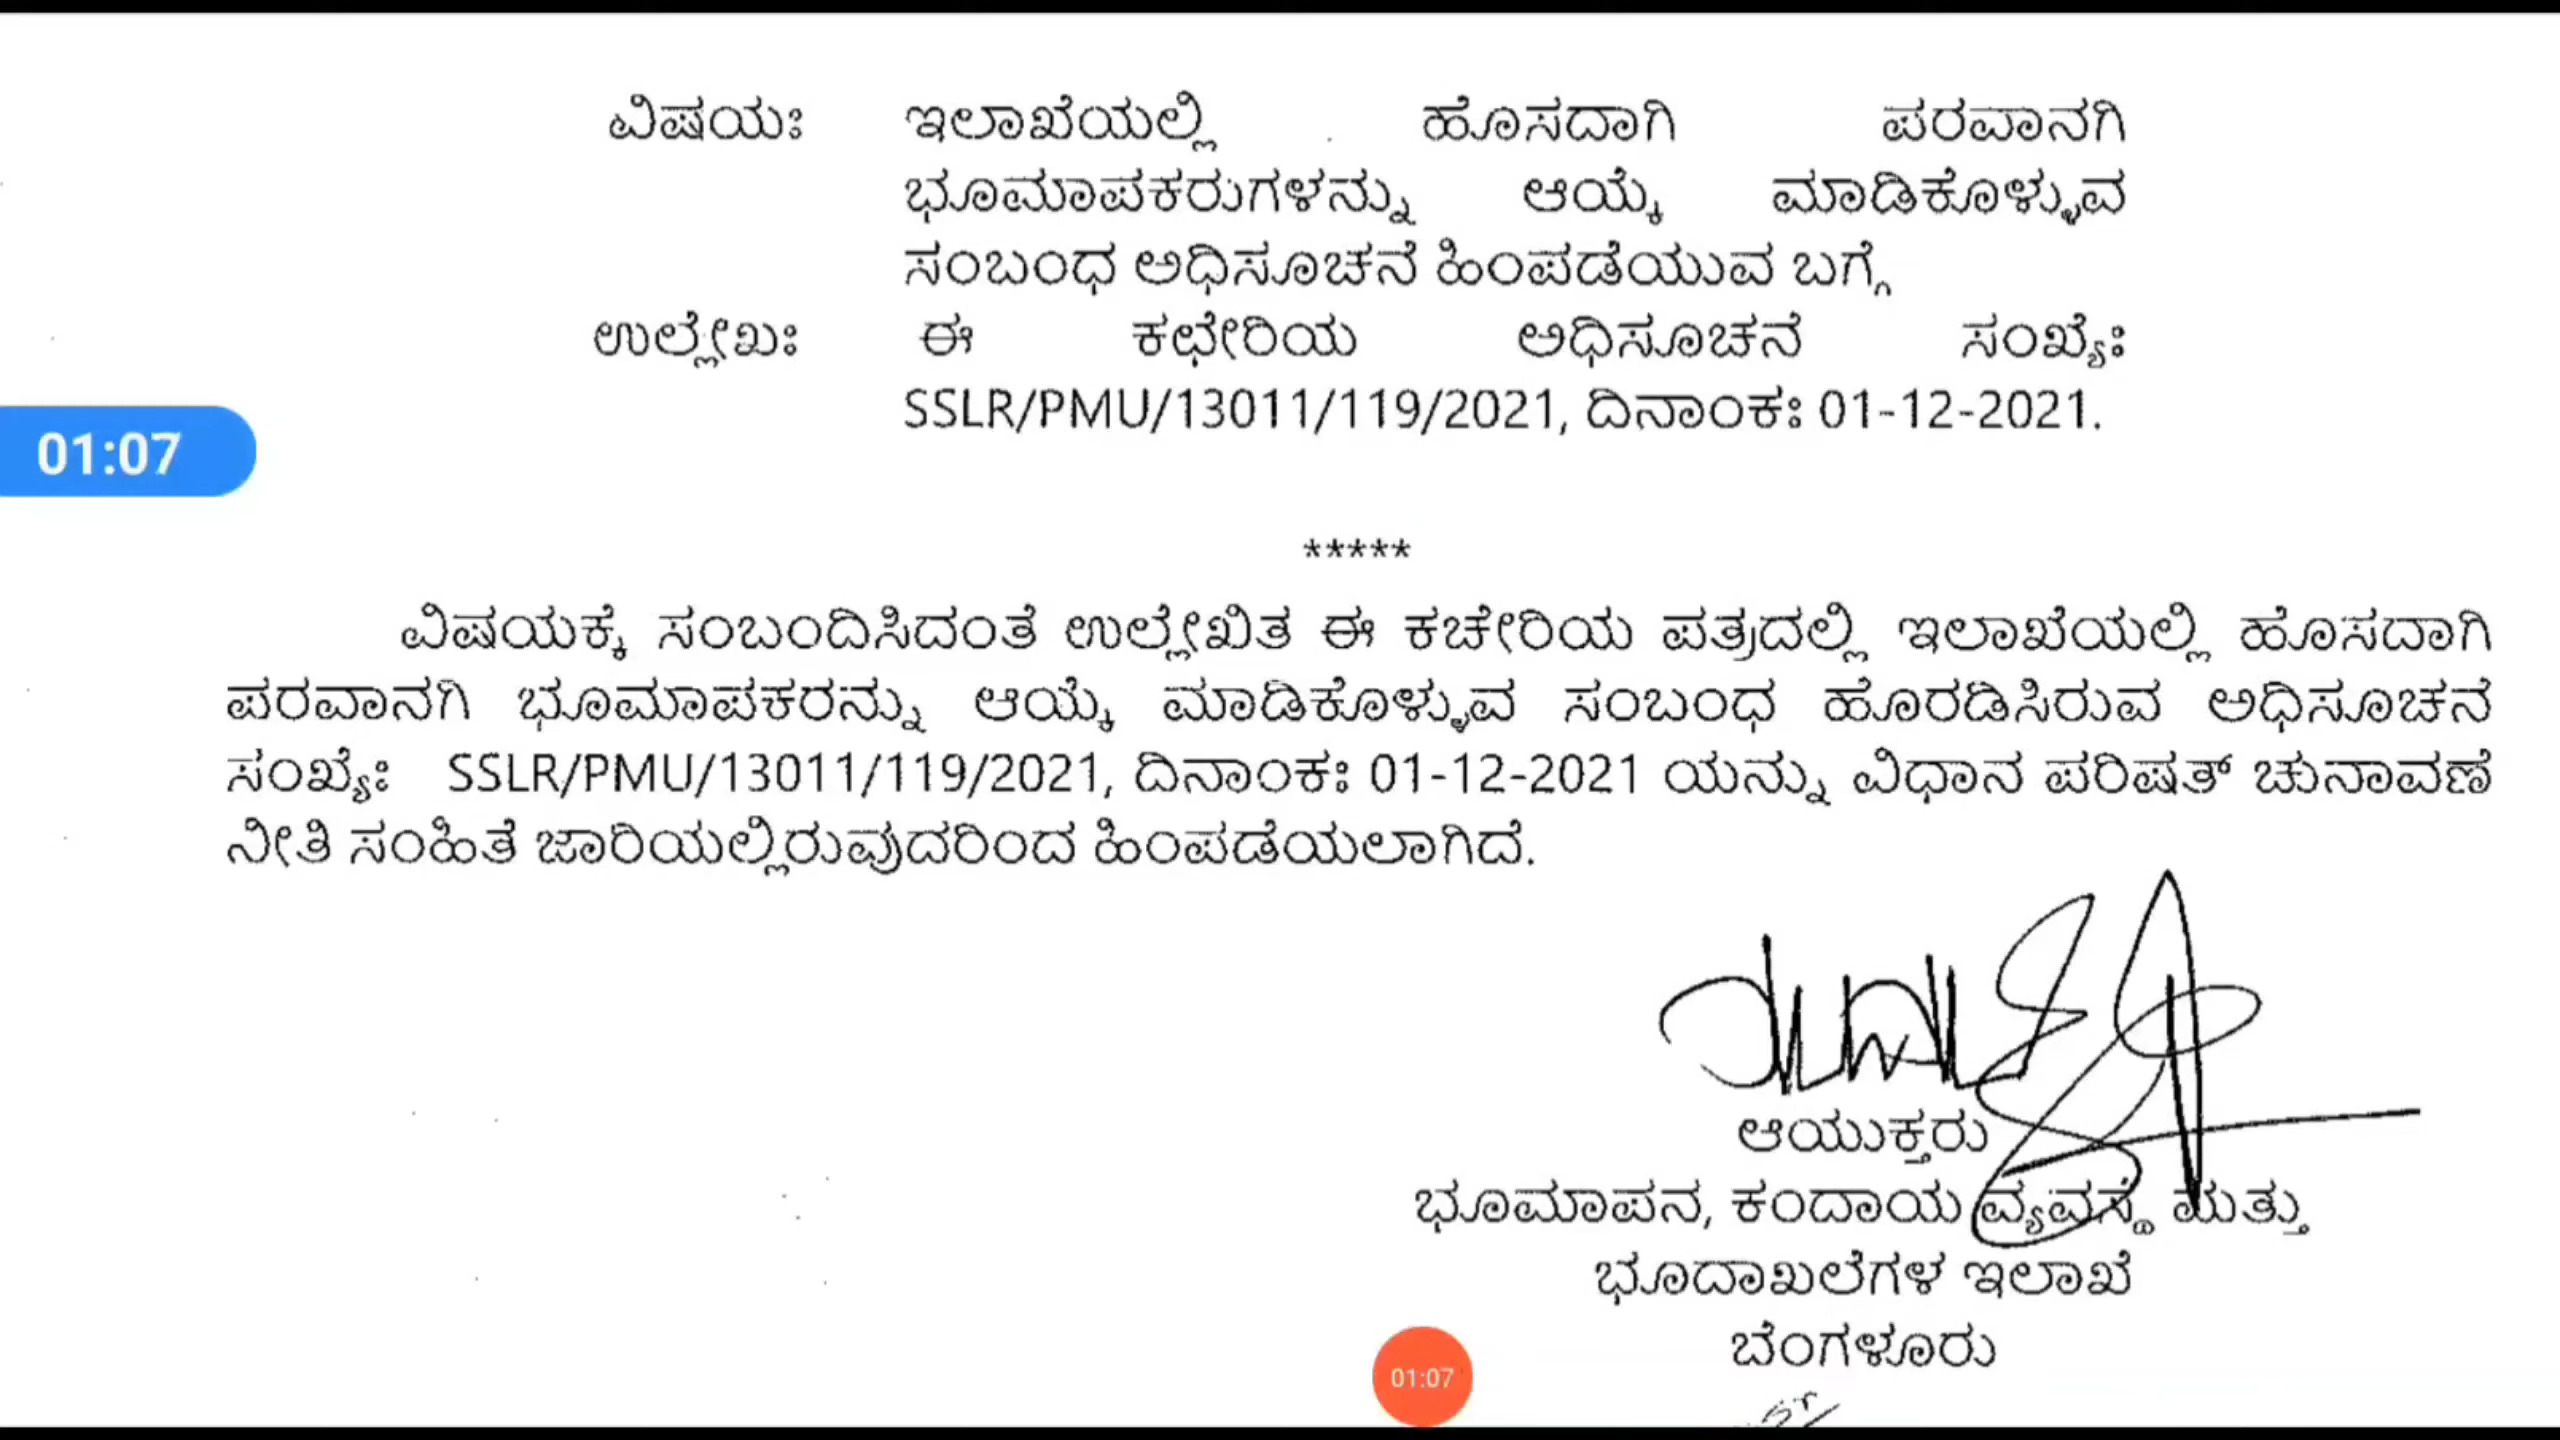 ವಿಷಯಃ ಇಲಾಖೆಯಲ್ಲಿ ಹೊಸದಾಗಿ ಪರವಾನಗಿ
ಭೂಮಾಪಕರುಗಳನ್ನು ಆಯ್ಕೆ ಮಾಡಿಕೊಳ್ಳುವ
ಸಂಬಂಧ ಅಧಿಸೂಚನೆ ಹಿಂಪಡೆಯುವ ಬಗ್ಗೆ
ಉಲ್ಲೇಖಃ ಈ ಕಛೇರಿಯ ಅಧಿಸೂಚನೆ ಸಂಖ್ಯೆಃ
SSLR/PMU/13011/119/2021, ದಿನಾಂಕಃ 01-12-2021.
01:07
*****
ವಿಷಯಕ್ಕೆ ಸಂಬಂದಿಸಿದಂತೆ ಉಲ್ಲೇಖಿತ ಈ ಕಚೇರಿಯ ಪತ್ರದಲ್ಲಿ ಇಲಾಖೆಯಲ್ಲಿ ಹೊಸದಾಗಿ
ಪರವಾನಗಿ ಭೂಮಾಪಕರನ್ನು ಆಯ್ಕೆ ಮಾಡಿಕೊಳ್ಳುವ ಸಂಬಂಧ ಹೊರಡಿಸಿರುವ ಅಧಿಸೂಚನೆ
ಸಂಖ್ಯೆಃ SSLR/PMU/13011/119/2021, ದಿನಾಂಕಃ 01-12-2021 ಯನ್ನು ವಿಧಾನ ಪರಿಷತ್ ಚುನಾವಣೆ
ನೀತಿ ಸಂಹಿತೆ ಜಾರಿಯಲ್ಲಿರುವುದರಿಂದ ಹಿಂಪಡೆಯಲಾಗಿದೆ.
ಆಯುಕ್ತರು
ಭೂಮಾಪನ, ಕಂದಾಯ ವ್ಯವಸ್ಥೆ ಮತ್ತು
ಭೂದಾಖಲೆಗಳ ಇಲಾಖೆ
ಬೆಂಗಳೂರು
01:07